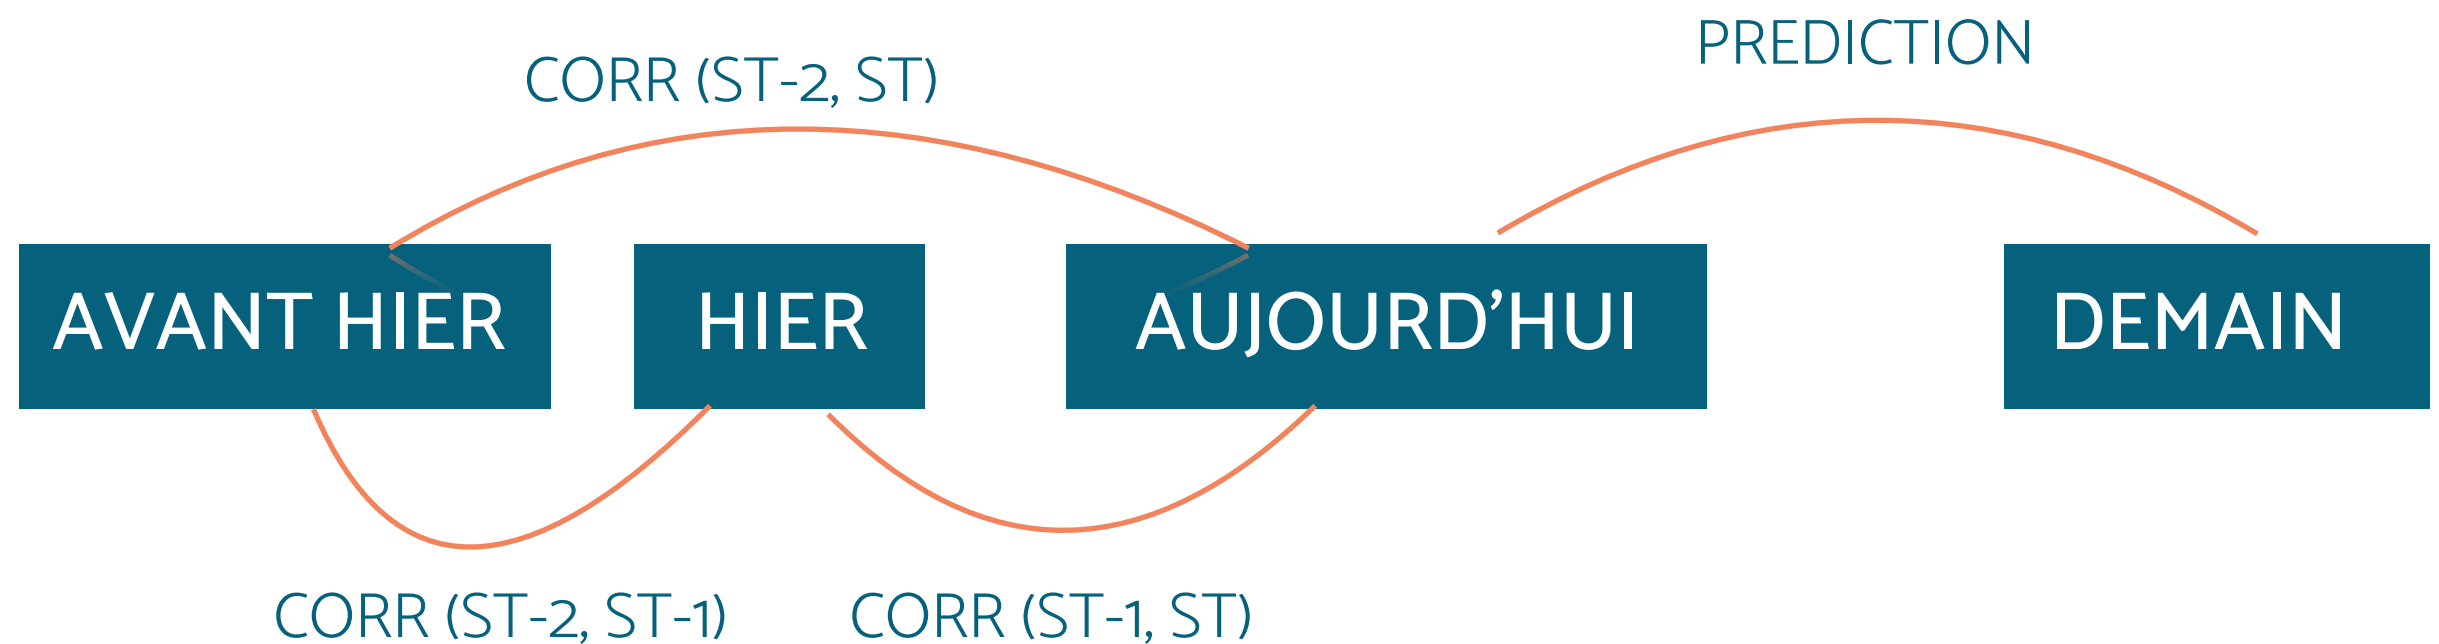 PREDICTION
CORR (ST-2, ST)
AVANT HIER
HIER
AUJOURD’HUI
DEMAIN
CORR (ST-2, ST-1)
CORR (ST-1, ST)